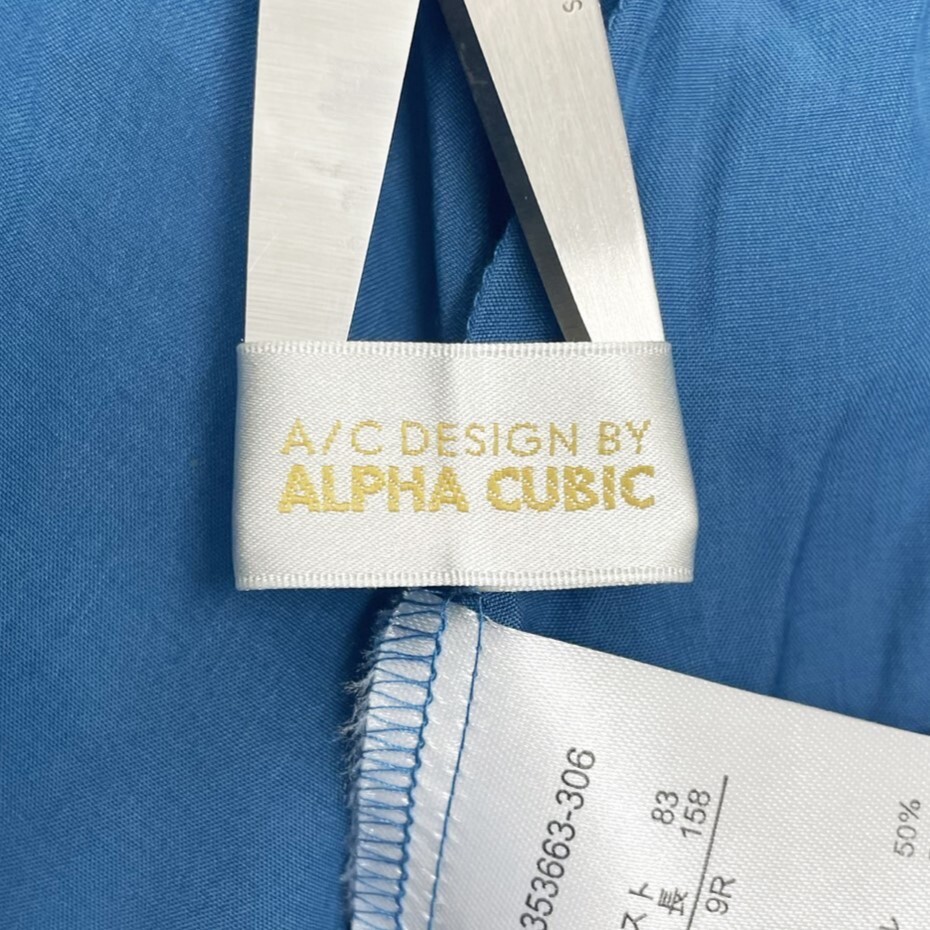 A/C DESIGN BY
ALPHA CUBIC
353663-306
スト 83
長 158
9R
50%